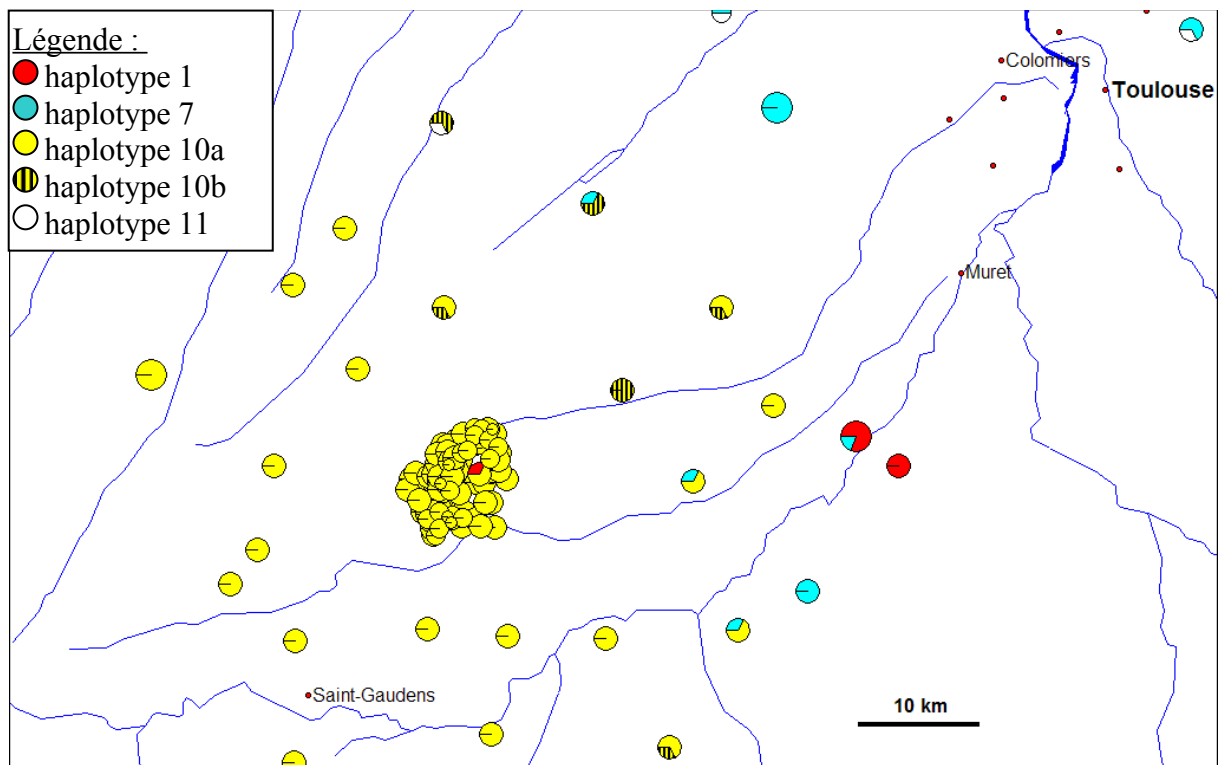 Légende :
haplotype 1
haplotype 7
haplotype 10a
haplotype 10b
haplotype 11
Colomiers
Toulouse
Muret
Saint-Gaudens
10 km